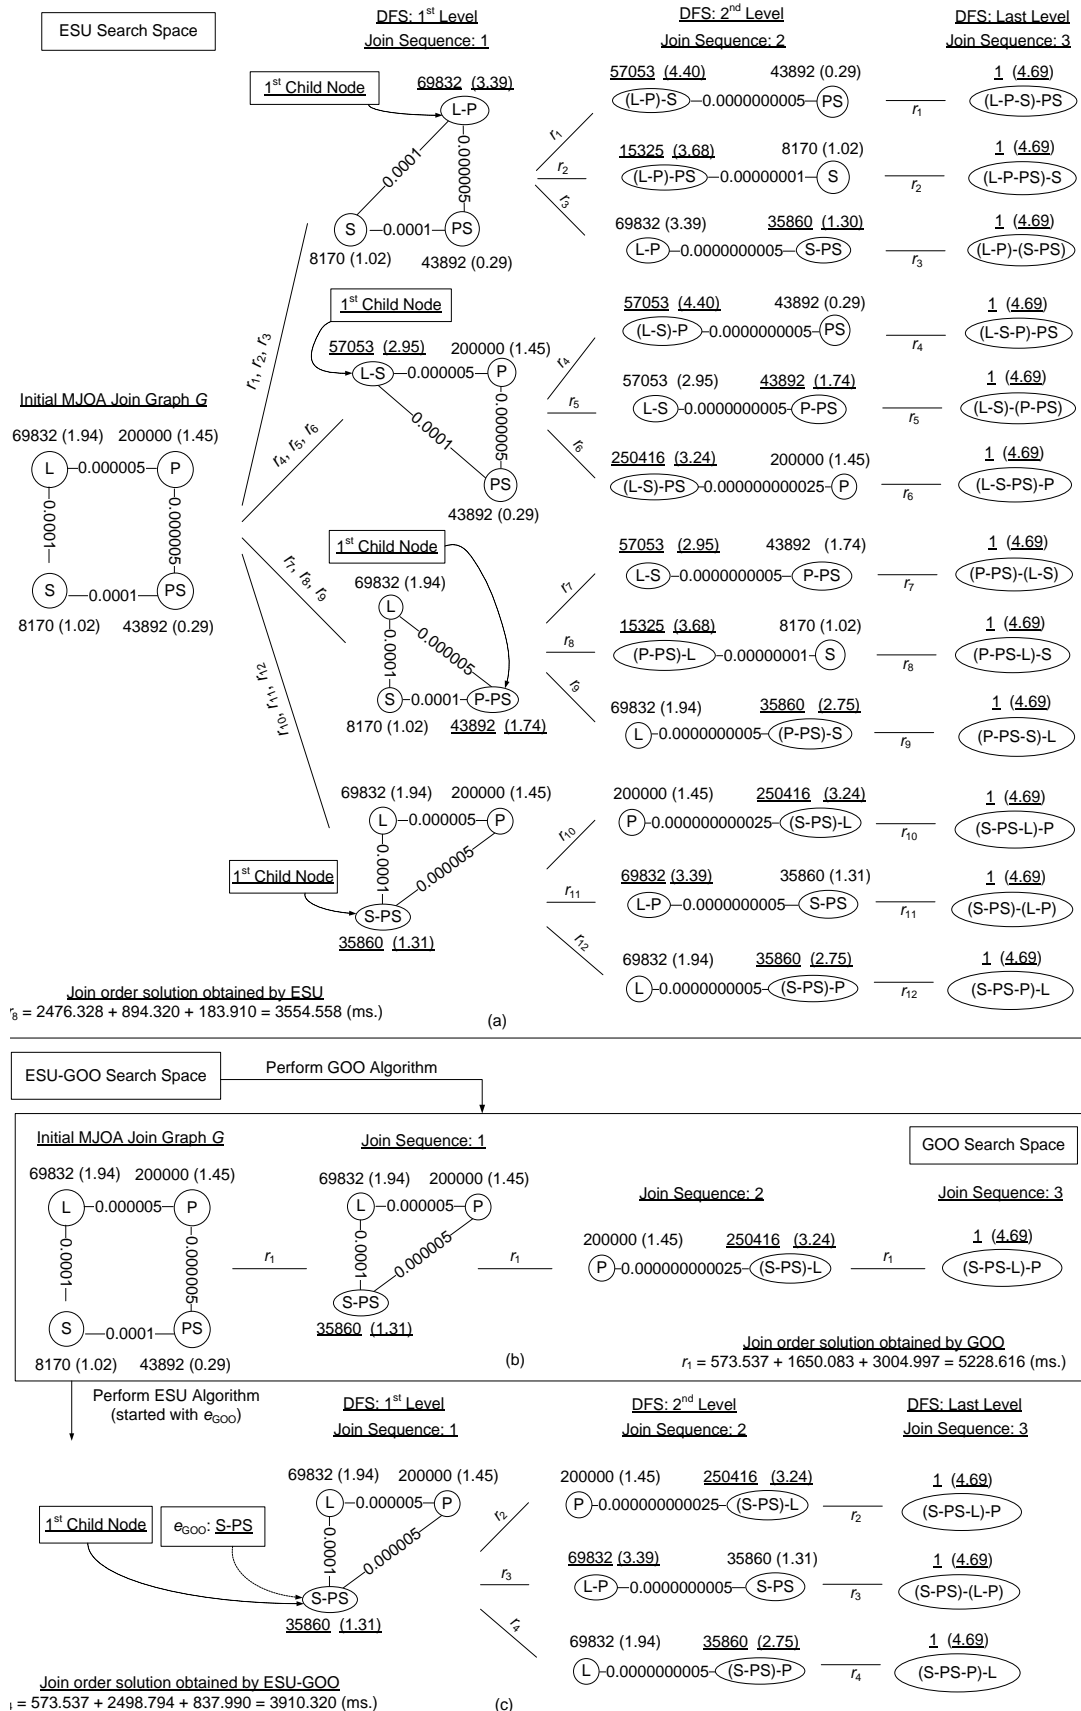 ESU Search Space
DFS: 1st Level
Join Sequence: 1
DFS: 2nd Level
Join Sequence: 2
DFS: Last Level
Join Sequence: 3
1st Child Node
69832 (3.39)
L-P
0.0001
0.000005
S
0.0001
PS
8170 (1.02)
43892 (0.29)
r1
r2
r3
57053 (4.40)
43892 (0.29)
(L-P)-S
0.0000000005
PS
r1
1 (4.69)
(L-P-S)-PS
15325 (3.68)
8170 (1.02)
(L-P)-PS
0.00000001
S
r2
1 (4.69)
(L-P-PS)-S
69832 (3.39)
35860 (1.30)
L-P
0.0000000005
S-PS
r3
1 (4.69)
(L-P)-(S-PS)
Initial MJOA Join Graph G
69832 (1.94)
200000 (1.45)
L
0.000005
P
0.0001
0.000005
S
0.0001
PS
8170 (1.02)
43892 (0.29)
r1, r2, r3
r4, r5, r6
r7, r8, r9
r10, r11, r12
1st Child Node
57053 (2.95)
200000 (1.45)
L-S
0.000005
P
0.0001
0.000005
PS
43892 (0.29)
r4
r5
r6
57053 (4.40)
43892 (0.29)
(L-S)-P
0.0000000005
PS
r4
1 (4.69)
(L-S-P)-PS
57053 (2.95)
43892 (1.74)
L-S
0.0000000005
P-PS
r5
1 (4.69)
(L-S)-(P-PS)
250416 (3.24)
200000 (1.45)
(L-S)-PS
0.000000000025
P
r6
1 (4.69)
(L-S-PS)-P
1st Child Node
69832 (1.94)
L
0.0001
0.000005
S
0.0001
P-PS
8170 (1.02)
43892 (1.74)
r7
r8
r9
57053 (2.95)
43892 (1.74)
L-S
0.0000000005
P-PS
r7
1 (4.69)
(P-PS)-(L-S)
15325 (3.68)
8170 (1.02)
(P-PS)-L
0.00000001
S
r8
1 (4.69)
(P-PS-L)-S
69832 (1.94)
35860 (2.75)
L
0.0000000005
(P-PS)-S
r9
1 (4.69)
(P-PS-S)-L
69832 (1.94)
200000 (1.45)
L
0.000005
P
0.0001
0.000005
1st Child Node
S-PS
35860 (1.31)
r10
r11
r12
200000 (1.45)
250416 (3.24)
P
0.000000000025
(S-PS)-L
r10
1 (4.69)
(S-PS-L)-P
69832 (3.39)
35860 (1.31)
L-P
0.0000000005
S-PS
r11
1 (4.69)
(S-PS)-(L-P)
69832 (1.94)
35860 (2.75)
L
0.0000000005
(S-PS)-P
r12
1 (4.69)
(S-PS-P)-L
Join order solution obtained by ESU
r8 = 2476.328 + 894.320 + 183.910 = 3554.558 (ms.)
(a)
ESU-GOO Search Space
Perform GOO Algorithm
GOO Search Space
Initial MJOA Join Graph G
69832 (1.94)
200000 (1.45)
L
0.000005
P
0.0001
0.000005
S
0.0001
PS
8170 (1.02)
43892 (0.29)
r1
Join Sequence: 1
69832 (1.94)
200000 (1.45)
L
0.000005
P
0.0001
0.000005
S-PS
35860 (1.31)
r1
Join Sequence: 2
200000 (1.45)
250416 (3.24)
P
0.000000000025
(S-PS)-L
r1
Join Sequence: 3
1 (4.69)
(S-PS-L)-P
(b)
Join order solution obtained by GOO
r1 = 573.537 + 1650.083 + 3004.997 = 5228.616 (ms.)
Perform ESU Algorithm
(started with eGOO)
DFS: 1st Level
Join Sequence: 1
DFS: 2nd Level
Join Sequence: 2
DFS: Last Level
Join Sequence: 3
1st Child Node
eGOO: S-PS
69832 (1.94)
200000 (1.45)
L
0.000005
P
0.0001
0.000005
S-PS
35860 (1.31)
r2
r3
r4
200000 (1.45)
250416 (3.24)
P
0.000000000025
(S-PS)-L
r2
1 (4.69)
(S-PS-L)-P
69832 (3.39)
35860 (1.31)
L-P
0.0000000005
S-PS
r3
1 (4.69)
(S-PS)-(L-P)
69832 (1.94)
35860 (2.75)
L
0.0000000005
(S-PS)-P
r4
1 (4.69)
(S-PS-P)-L
Join order solution obtained by ESU-GOO
= 573.537 + 2498.794 + 837.990 = 3910.320 (ms.)
(c)